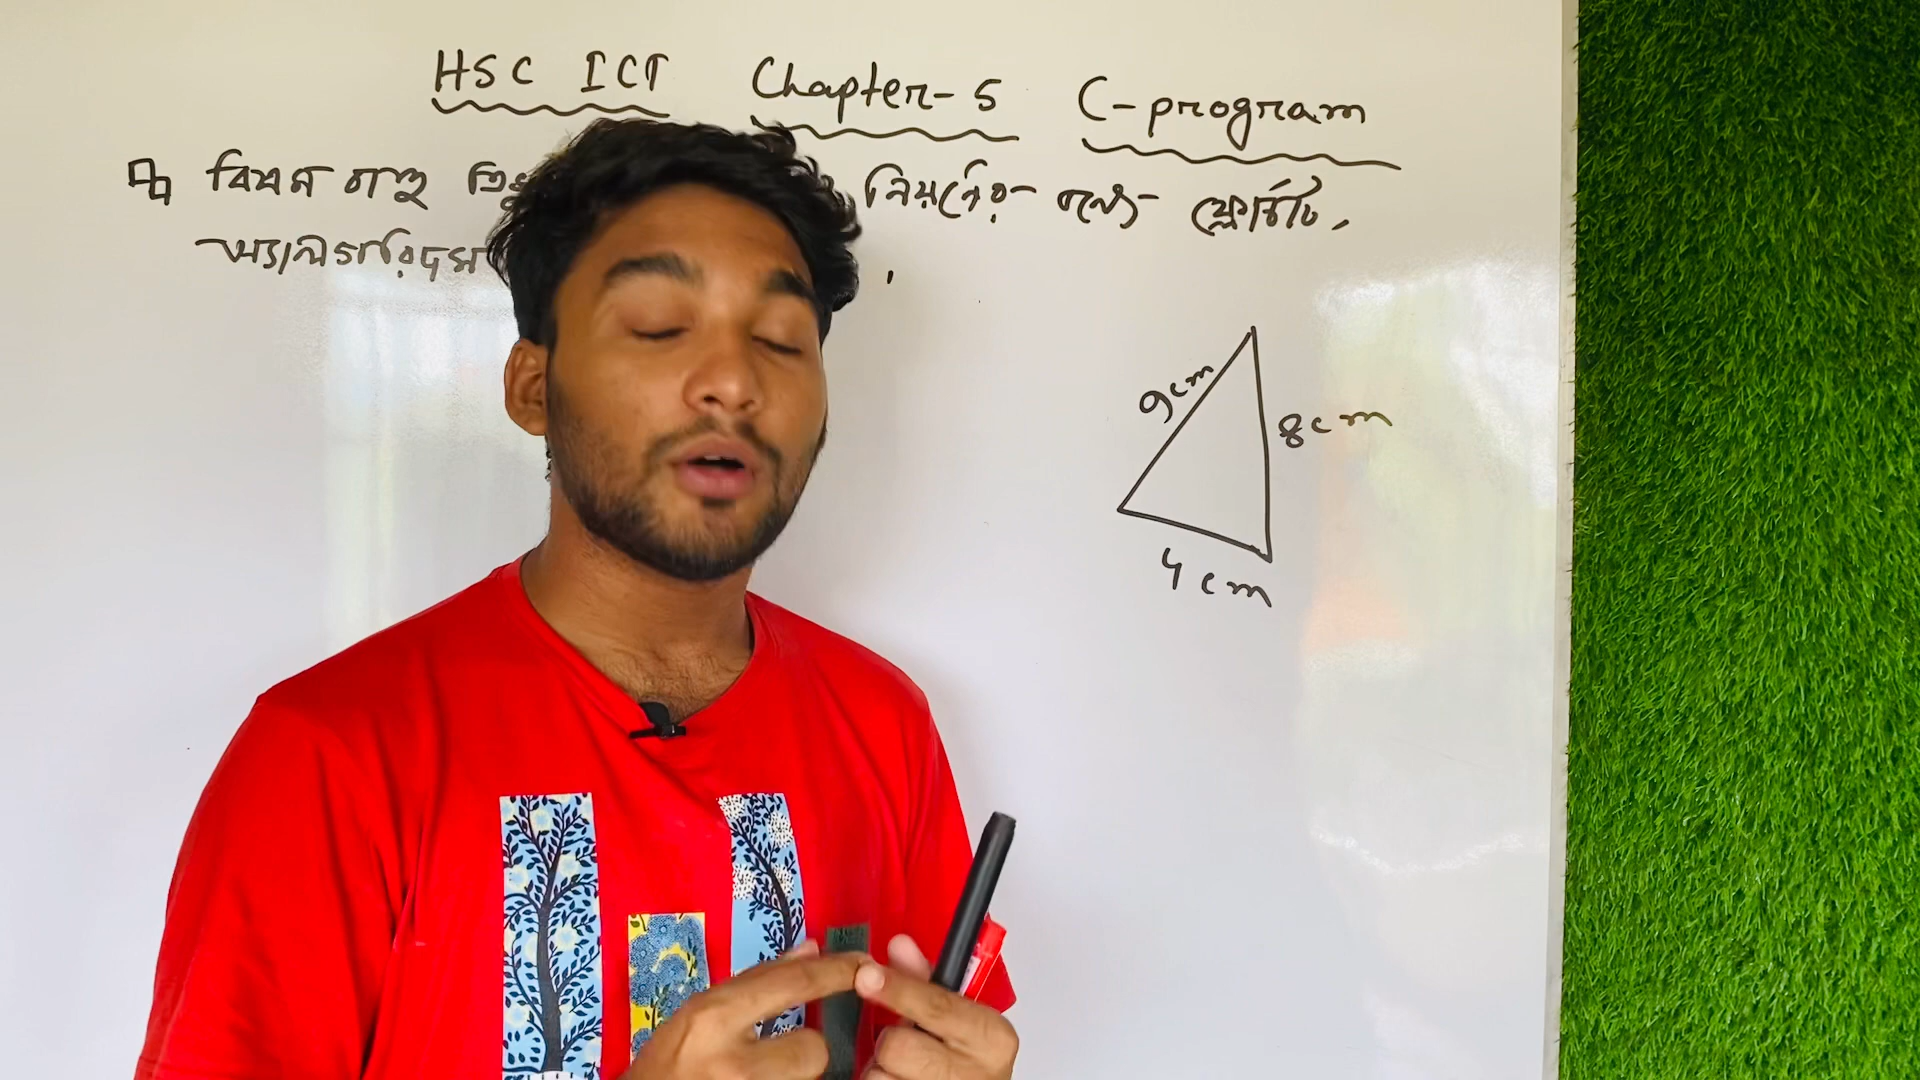 HSC ICT Chapter-5 C-program
বিষম বাহু নির্ণয়ের জন্যে ফ্লোচার্ট,
অ্যালগরিদম
9cm
8cm
4cm